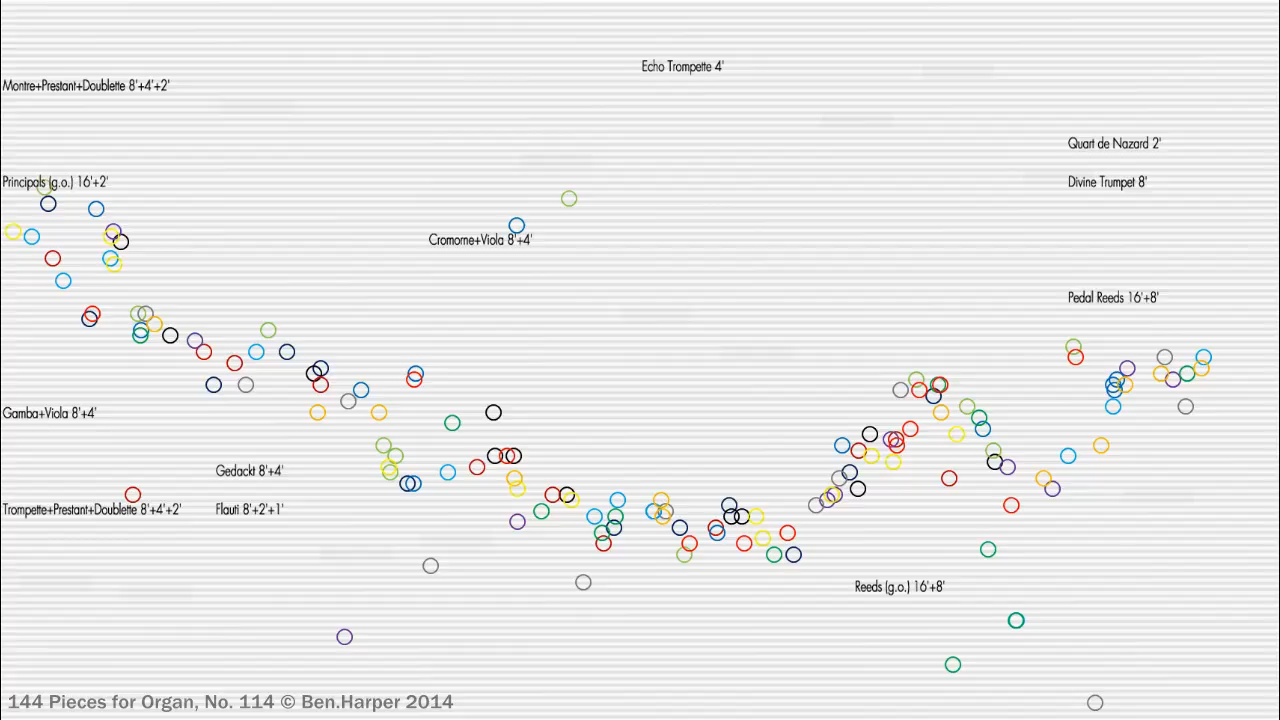 Echo Trompette 4'
Montre+Prestant+Doublette 8'+4'+2'
Quart de Nazard 2'
Principals (g.o.) 16'+2'
Divine Trumpet 8'
Cromorne+Viola 8'+4'
Pedal Reeds 16'+8'
Gamba+Viola 8'+4'
Gedackt 8'+4'
Trompette+Prestant+Doublette 8'+4'+2'
Flauti 8'+2'+1'
Reeds (g.o.) 16'+8'
144 Pieces for Organ, No. 114 © Ben.Harper 2014